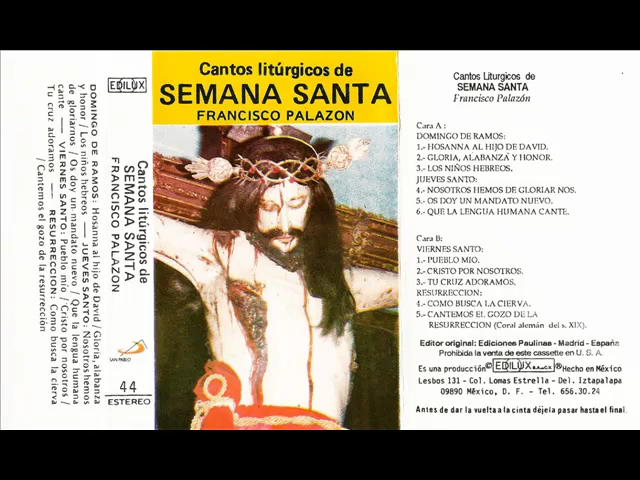 EDILUX
DOMINGO DE RAMOS: Hosanna al hijo de David / Gloria, alabanza
y honor / Los niños hebreos — JUEVES SANTO: Nosotros hemos
de gloriarnos / Os doy un mandato nuevo / Que la lengua humana
cante — VIERNES SANTO: Pueblo mío / Cristo por nosotros /
Tu cruz adoramos — RESURRECCION: Como busca la cierva
/ Cantemos el gozo de la resurrección
Cantos litúrgicos de
SEMANA SANTA
FRANCISCO PALAZON
SAN PABLO
44
ESTEREO
Cantos litúrgicos de
SEMANA SANTA
FRANCISCO PALAZON
Cantos Liturgicos de
SEMANA SANTA
Francisco Palazón
Cara A :
DOMINGO DE RAMOS:
1.- HOSANNA AL HIJO DE DAVID.
2.- GLORIA, ALABANZA Y HONOR.
3.- LOS NIÑOS HEBREOS.
JUEVES SANTO:
4.- NOSOTROS HEMOS DE GLORIAR NOS.
5.- OS DOY UN MANDATO NUEVO.
6.- QUE LA LENGUA HUMANA CANTE.
Cara B:
VIERNES SANTO:
1.- PUEBLO MIO.
2.- CRISTO POR NOSOTROS.
3.- TU CRUZ ADORAMOS.
RESURRECCION:
4.- COMO BUSCA LA CIERVA.
5.- CANTEMOS EL GOZO DE LA
RESURRECCION (Coral alemán del s. XIX).
Editor original: Ediciones Paulinas - Madrid - España
Prohibida la venta de este cassette en U. S. A.
Es una producción © EDILUX ® Hecho en México
Lesbos 131 - Col. Lomas Estrella - Del. Iztapalapa
09890 México, D. F. - Tel. 656.30.24
Antes de dar la vuelta a la cinta déjela pasar hasta el final.